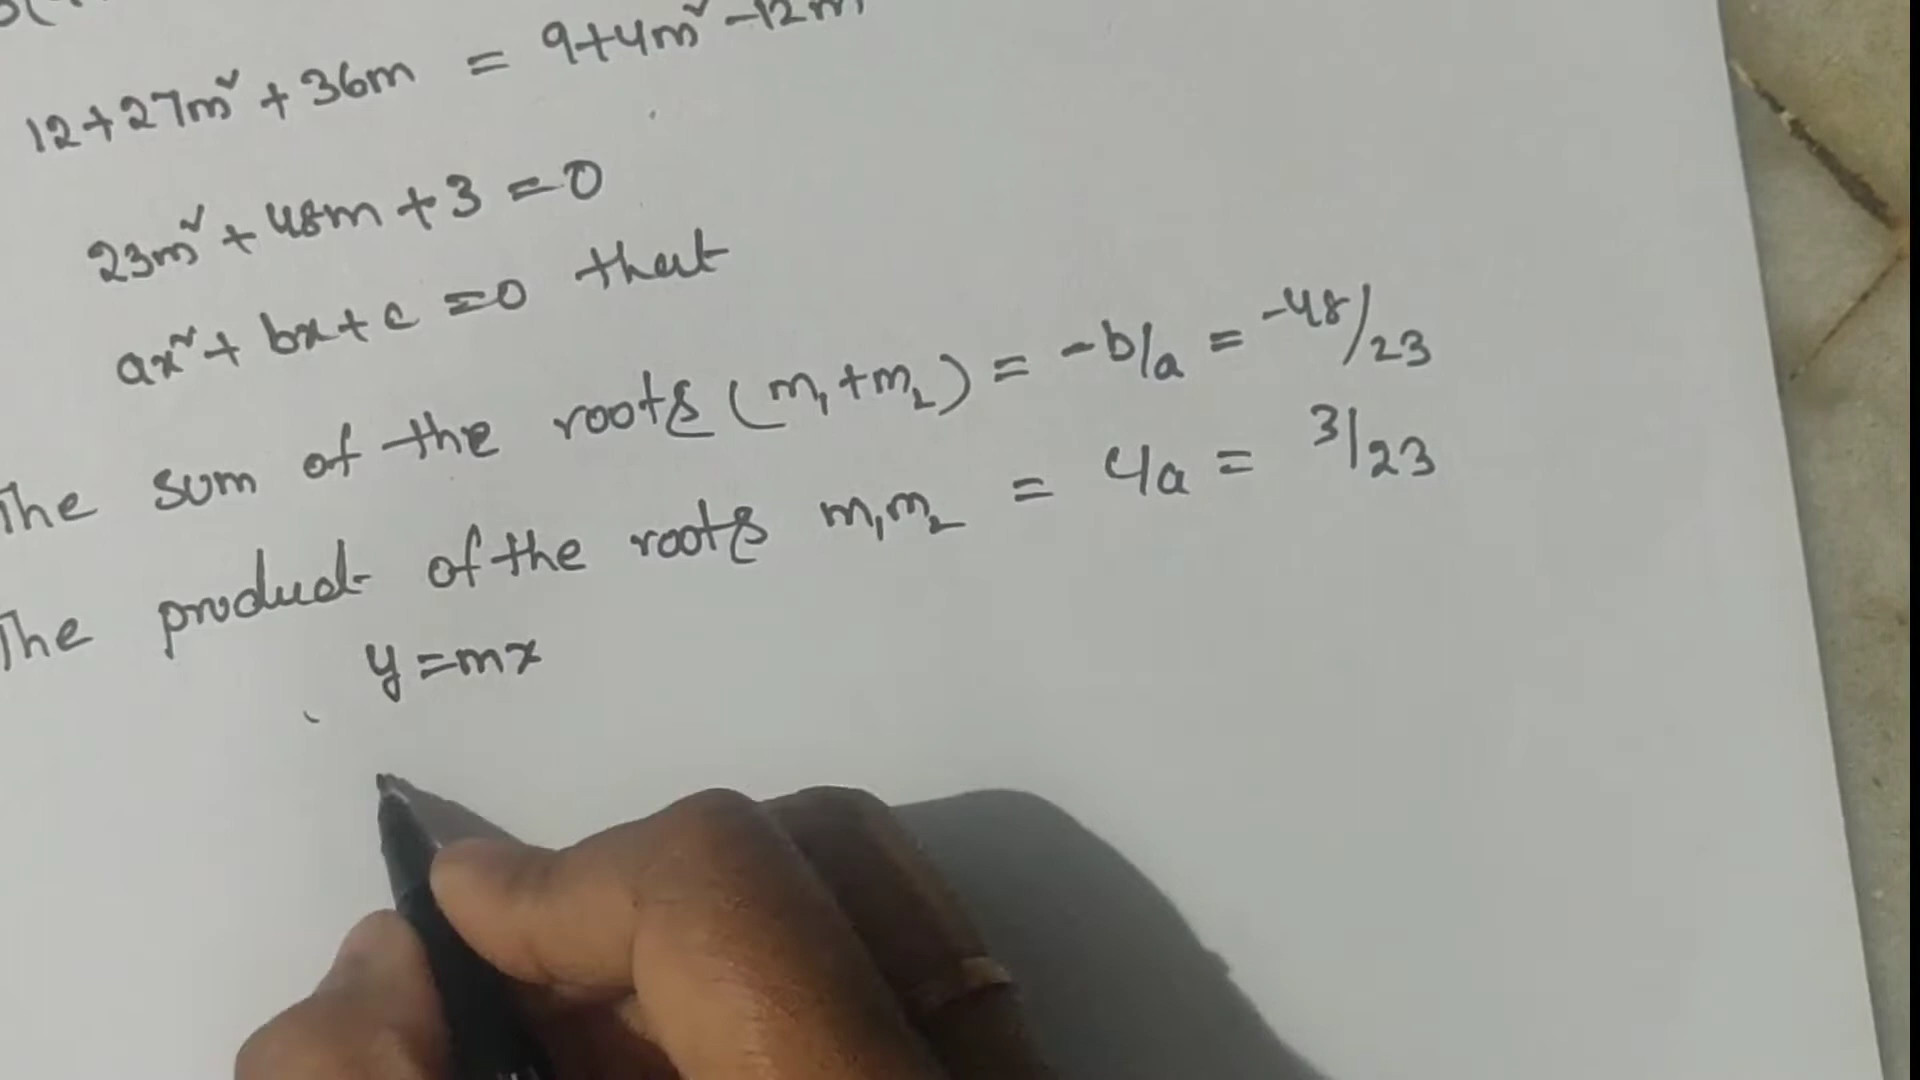 12+27m² + 36m = 9+4m² -12m
23m² + 48m + 3 = 0
ax² + bx + c = 0 that
The sum of the roots (m₁+m₂) = -b/a = -48/23
The product of the roots m₁m₂ = c/a = 3/23
y = mx